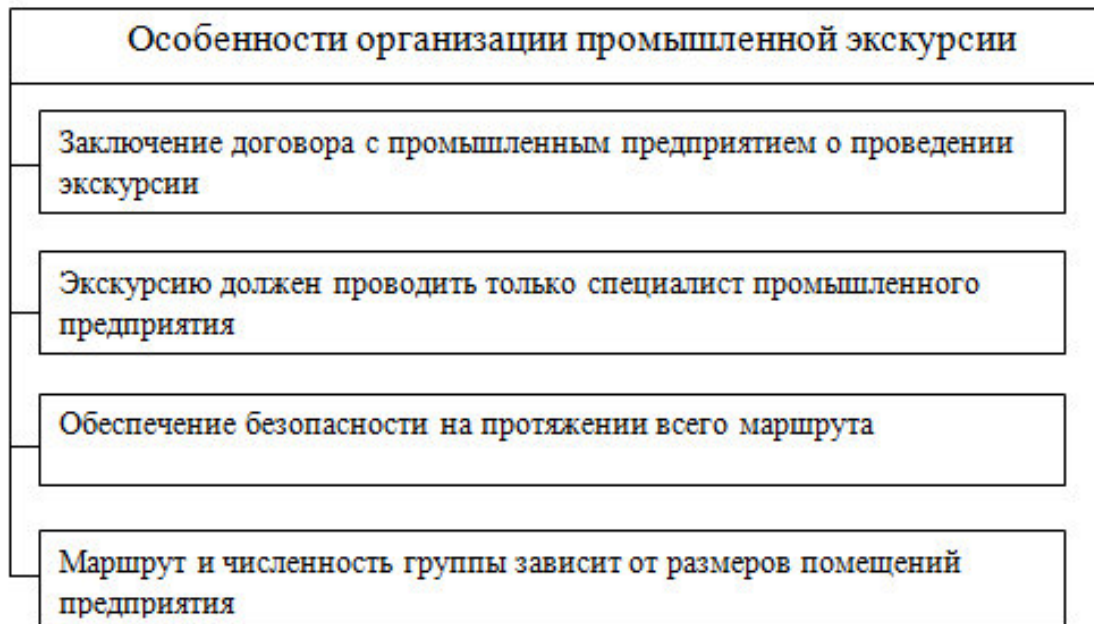 Особенности организации промышленной экскурсии
Заключение договора с промышленным предприятием о проведении
экскурсии
Экскурсию должен проводить только специалист промышленного
предприятия
Обеспечение безопасности на протяжении всего маршрута
Маршрут и численность группы зависит от размеров помещений
предприятия